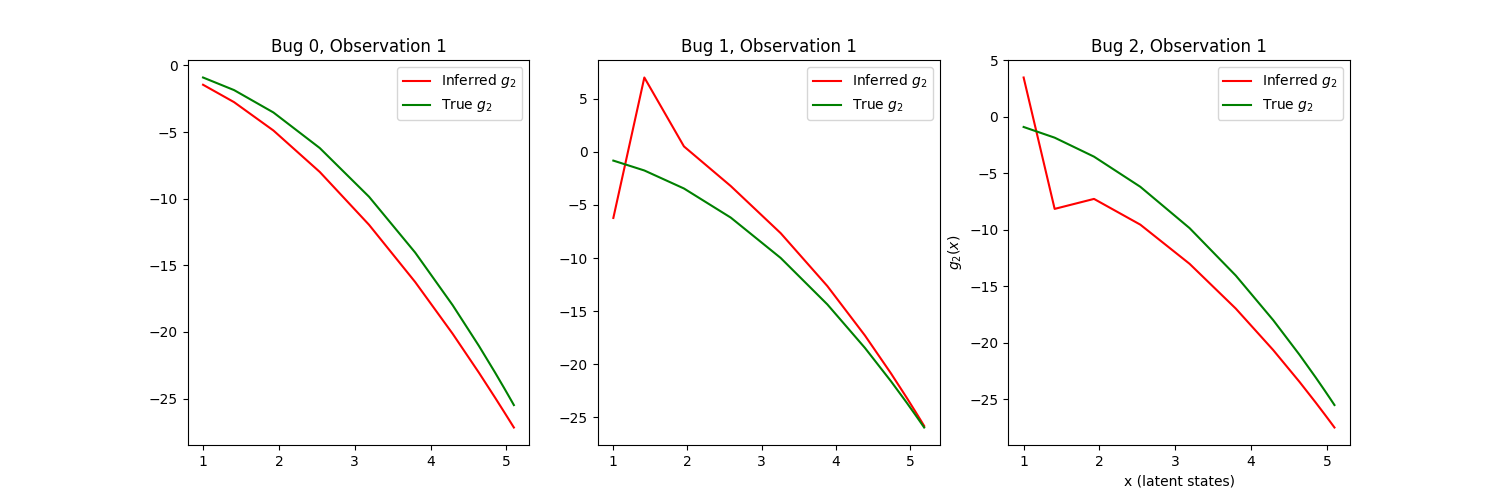 Bug 0, Observation 1
Inferred g₂
True g₂
0
−5
−10
−15
−20
−25
1 2 3 4 5
Bug 1, Observation 1
Inferred g₂
True g₂
5
0
−5
−10
−15
−20
−25
1 2 3 4 5
Bug 2, Observation 1
Inferred g₂
True g₂
g₂(x)
5
0
−5
−10
−15
−20
−25
1 2 3 4 5
x (latent states)